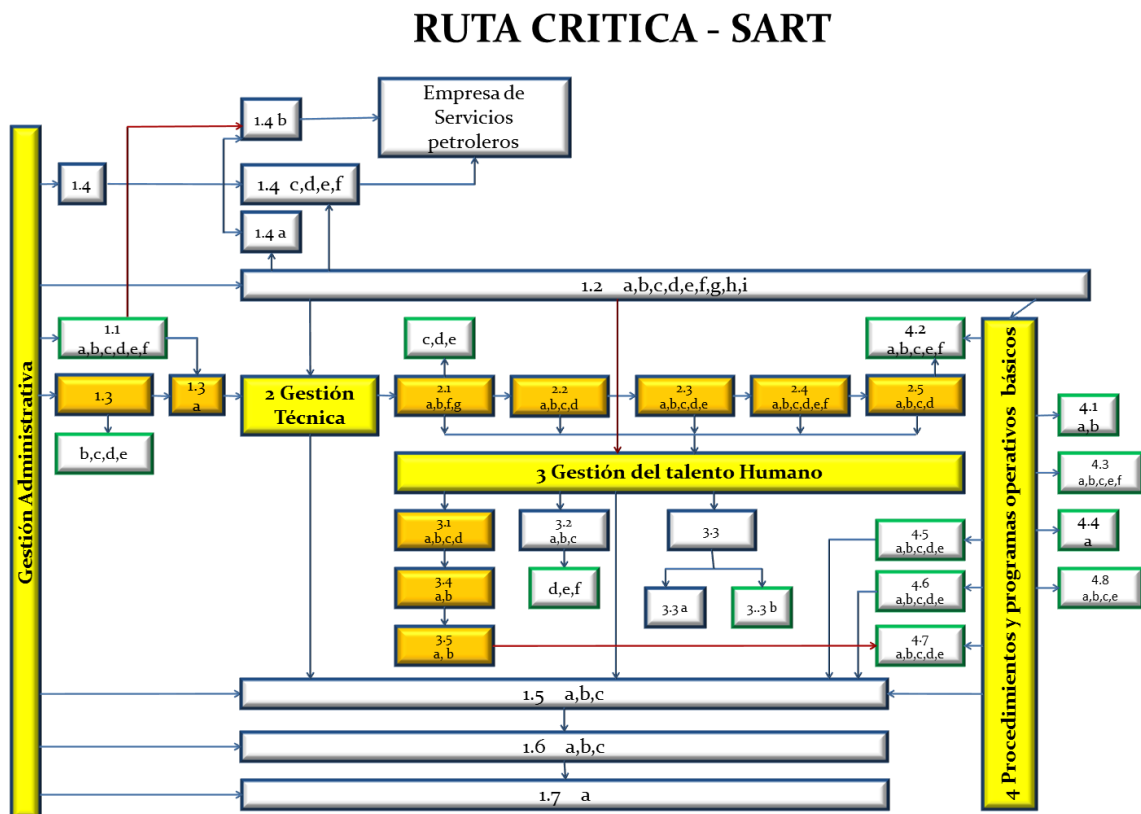 RUTA CRITICA - SART
Empresa de
Servicios
petroleros
1.4 b
1.4
1.4 c,d,e,f
1.4 a
1.2 a,b,c,d,e,f,g,h,i
Gestión Administrativa
1.1
a,b,c,d,e,f
c,d,e
4.2
a,b,c,e,f
1.3
1.3
a
2 Gestión
Técnica
2.1
a,b,f,g
2.2
a,b,c,d
2.3
a,b,c,d,e
2.4
a,b,c,d,e,f
2.5
a,b,c,d
b,c,d,e
3 Gestión del talento Humano
4 Procedimientos y programas operativos básicos
4.1
a,b
4.3
a,b,c,e,f
4.4
a
4.8
a,b,c,e
3.1
a,b,c,d
3.2
a,b,c
3.3
4.5
a,b,c,d,e
3.4
a,b
d,e,f
3.3 a
3..3 b
4.6
a,b,c,d,e
3.5
a, b
4.7
a,b,c,d,e
1.5 a,b,c
1.6 a,b,c
1.7 a